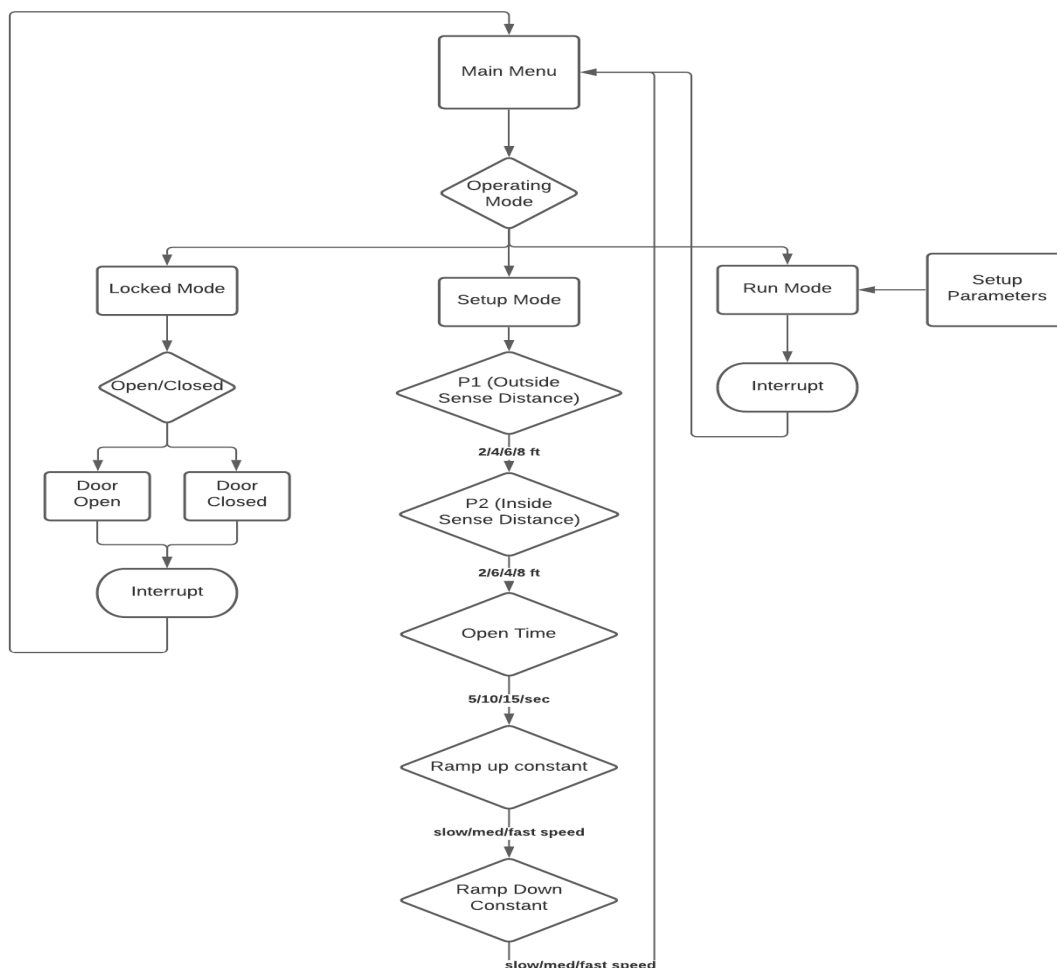 Main Menu
Operating
Mode
Locked Mode
Setup Mode
Run Mode
Setup
Parameters
Open/Closed
P1 (Outside
Sense Distance)
Interrupt
2/4/6/8 ft
Door
Open
Door
Closed
P2 (Inside
Sense Distance)
2/6/4/8 ft
Interrupt
Open Time
5/10/15/sec
Ramp up constant
slow/med/fast speed
Ramp Down
Constant
slow/med/fast speed